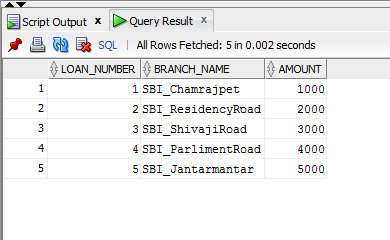 Script Output x Query Result x
SQL | All Rows Fetched: 5 in 0.002 seconds
LOAN_NUMBER BRANCH_NAME AMOUNT
1 1 SBI_Chamrajpet 1000
2 2 SBI_ResidencyRoad 2000
3 3 SBI_ShivajiRoad 3000
4 4 SBI_ParlimentRoad 4000
5 5 SBI_Jantarmantar 5000